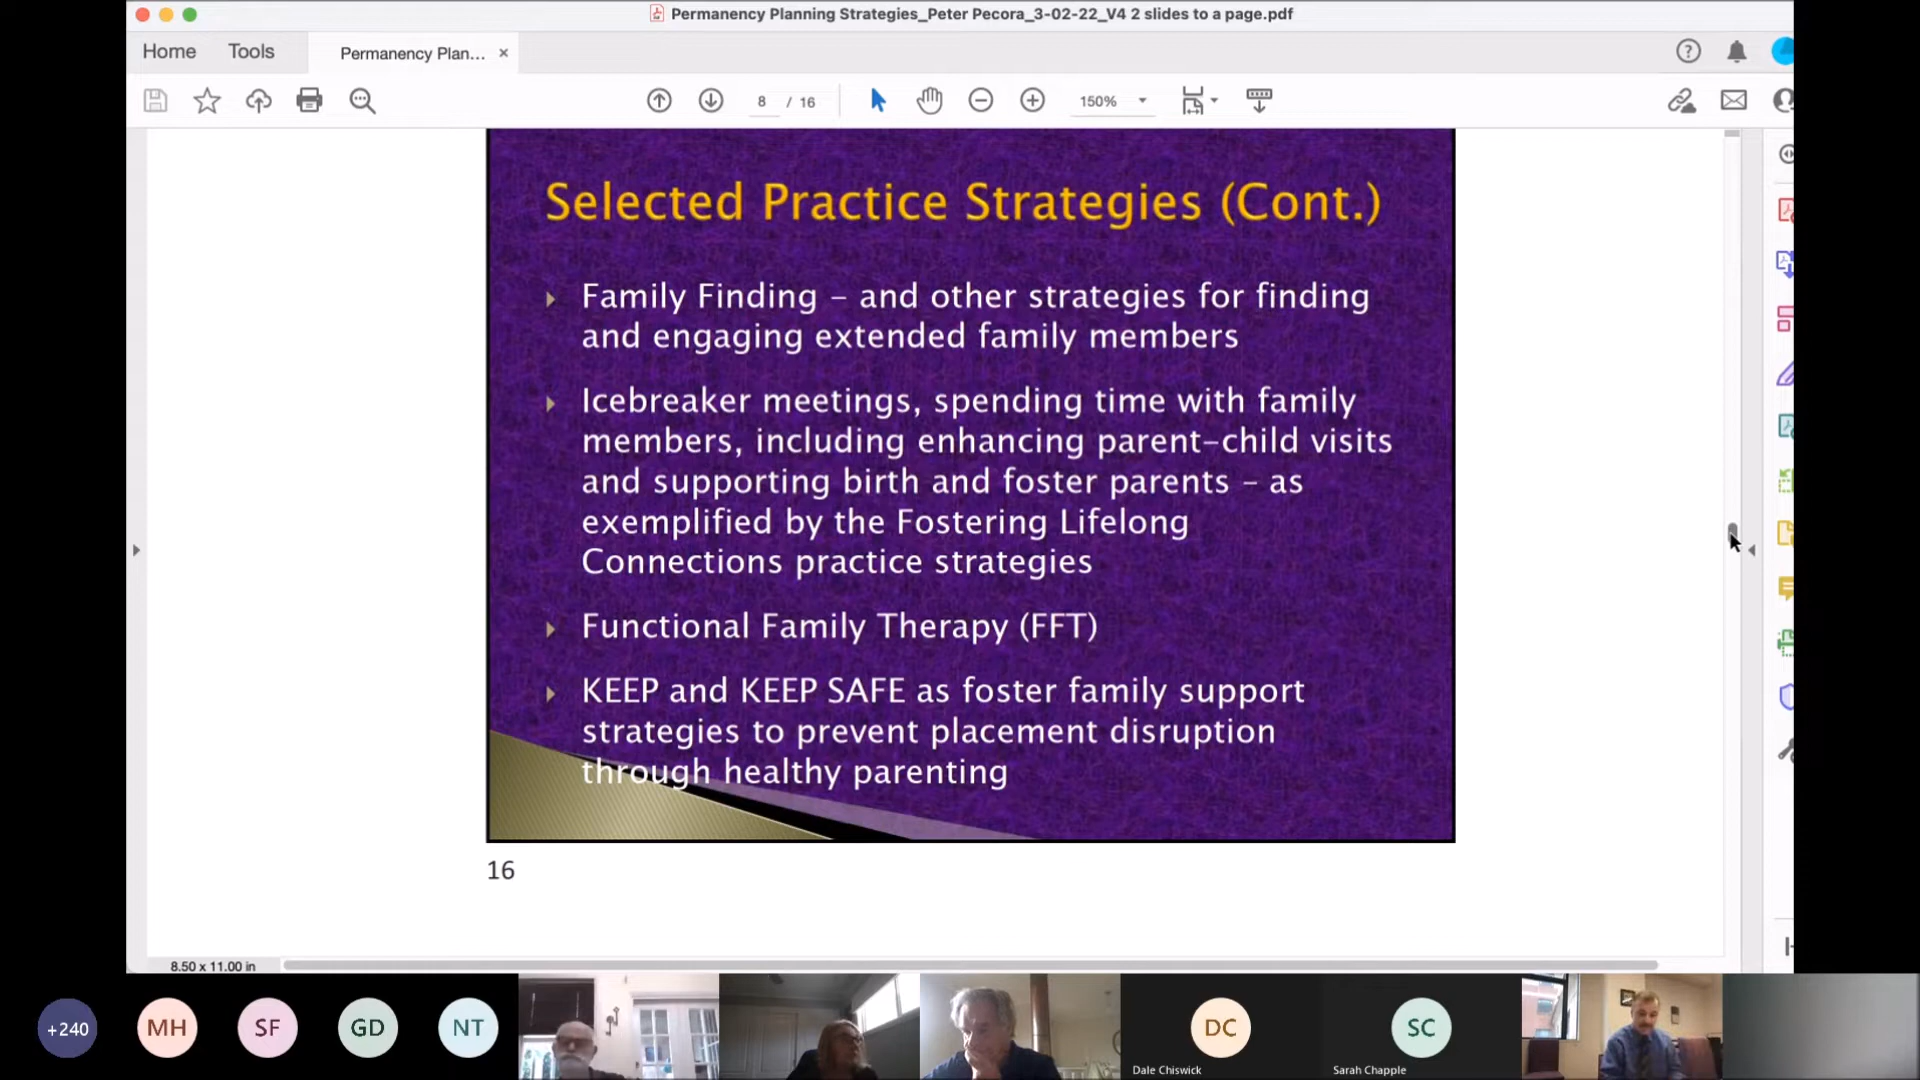 Permanency Planning Strategies_Peter Pecora_3-02-22_V4 2 slides to a page.pdf
Home Tools Permanency Plan... ×
8 / 16 150%
Selected Practice Strategies (Cont.)
Family Finding – and other strategies for finding
and engaging extended family members
Icebreaker meetings, spending time with family
members, including enhancing parent-child visits
and supporting birth and foster parents – as
exemplified by the Fostering Lifelong
Connections practice strategies
Functional Family Therapy (FFT)
KEEP and KEEP SAFE as foster family support
strategies to prevent placement disruption
through healthy parenting
16
8.50 x 11.00 in
+240 MH SF GD NT DC SC
Dale Chiswick Sarah Chapple